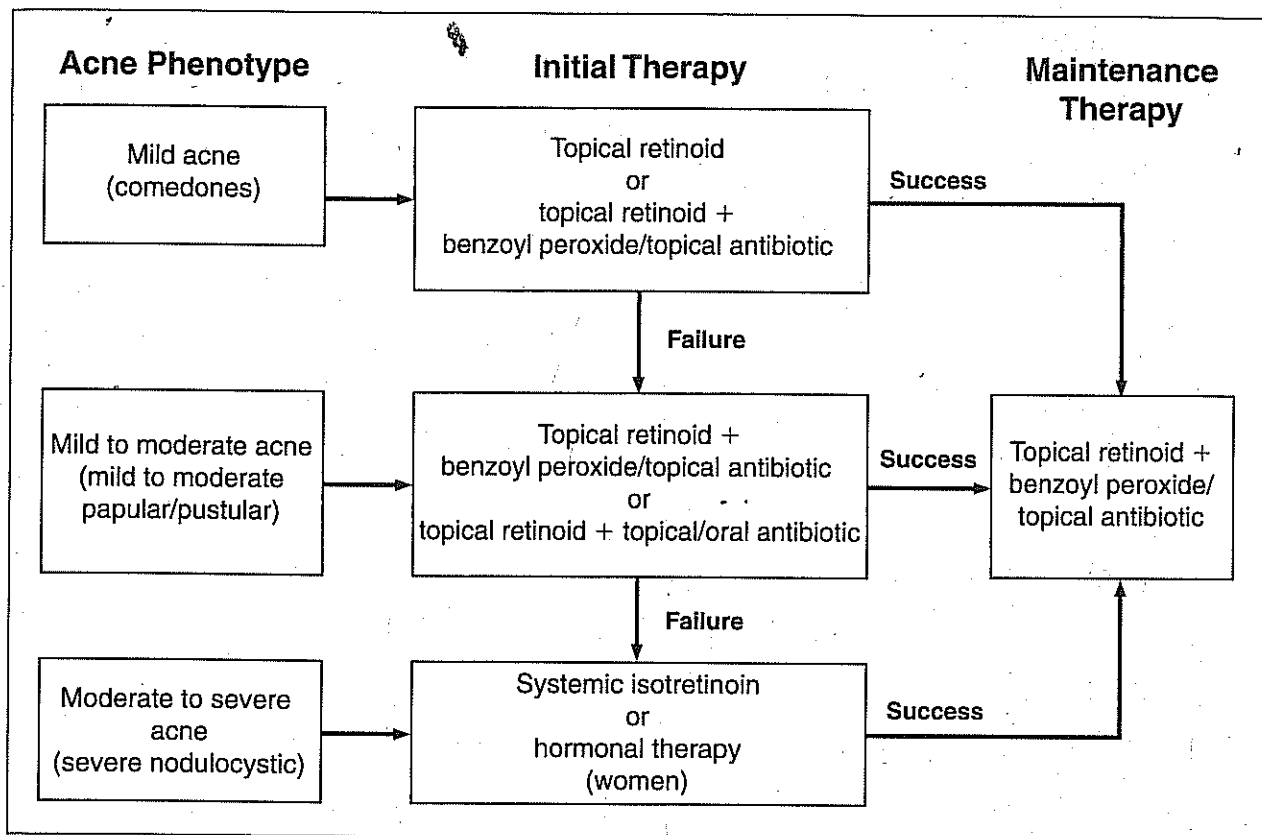 Acne Phenotype
Initial Therapy
Maintenance
Therapy
Mild acne
(comedones)
Topical retinoid
or
topical retinoid +
benzoyl peroxide/topical antibiotic
Success
Failure
Mild to moderate acne
(mild to moderate
papular/pustular)
Topical retinoid +
benzoyl peroxide/topical antibiotic
or
topical retinoid + topical/oral antibiotic
Success
Topical retinoid +
benzoyl peroxide/
topical antibiotic
Failure
Moderate to severe
acne
(severe nodulocystic)
Systemic isotretinoin
or
hormonal therapy
(women)
Success